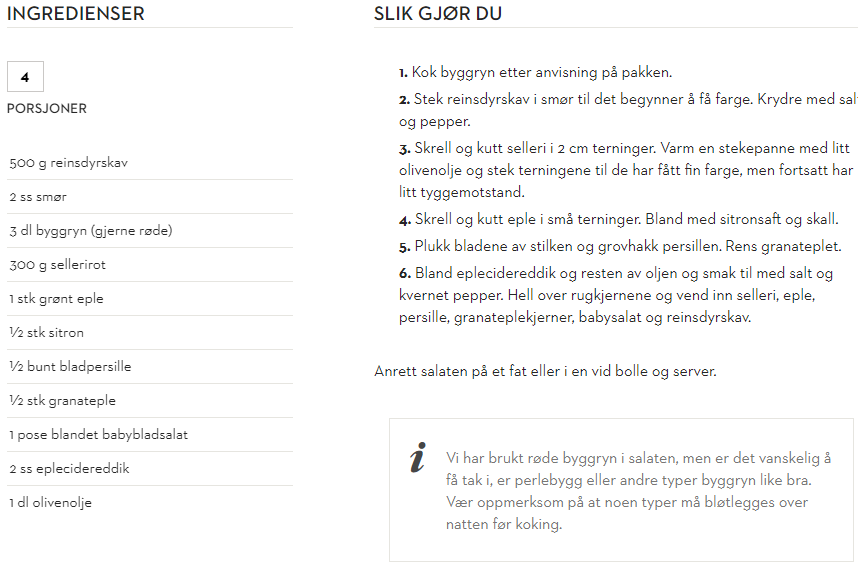 INGREDIENSER
4
PORSJONER
500 g reinsdyrskav
2 ss smør
3 dl byggryn (gjerne røde)
300 g sellerirot
1 stk grønt eple
½ stk sitron
½ bunt bladpersille
½ stk granateple
1 pose blandet babybladsalat
2 ss eplecidereddik
1 dl olivenolje
SLIK GJØR DU
1. Kok byggryn etter anvisning på pakken.
2. Stek reinsdyrskav i smør til det begynner å få farge. Krydre med salt
og pepper.
3. Skrell og kutt selleri i 2 cm terninger. Varm en stekepanne med litt
olivenolje og stek terningene til de har fått fin farge, men fortsatt har
litt tyggemotstand.
4. Skrell og kutt eple i små terninger. Bland med sitronsaft og skall.
5. Plukk bladene av stilken og grovhakk persillen. Rens granateplet.
6. Bland eplecidereddik og resten av oljen og smak til med salt og
kvernet pepper. Hell over rugkjernene og vend inn selleri, eple,
persille, granateplekjerner, babysalat og reinsdyrskav.
Anrett salaten på et fat eller i en vid bolle og server.
i
Vi har brukt røde byggryn i salaten, men er det vanskelig å
få tak i, er perlebygg eller andre typer byggryn like bra.
Vær oppmerksom på at noen typer må bløtlegges over
natten før koking.